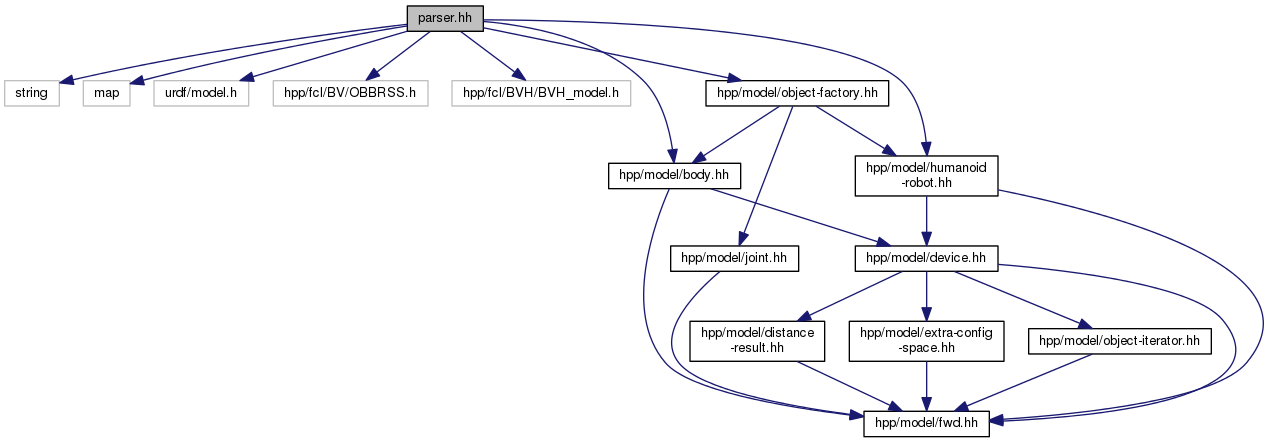 parser.hh
string
map
urdf/model.h
hpp/fcl/BV/OBBRSS.h
hpp/fcl/BVH/BVH_model.h
hpp/model/object-factory.hh
hpp/model/body.hh
hpp/model/humanoid
-robot.hh
hpp/model/joint.hh
hpp/model/device.hh
hpp/model/distance
-result.hh
hpp/model/extra-config
-space.hh
hpp/model/object-iterator.hh
hpp/model/fwd.hh